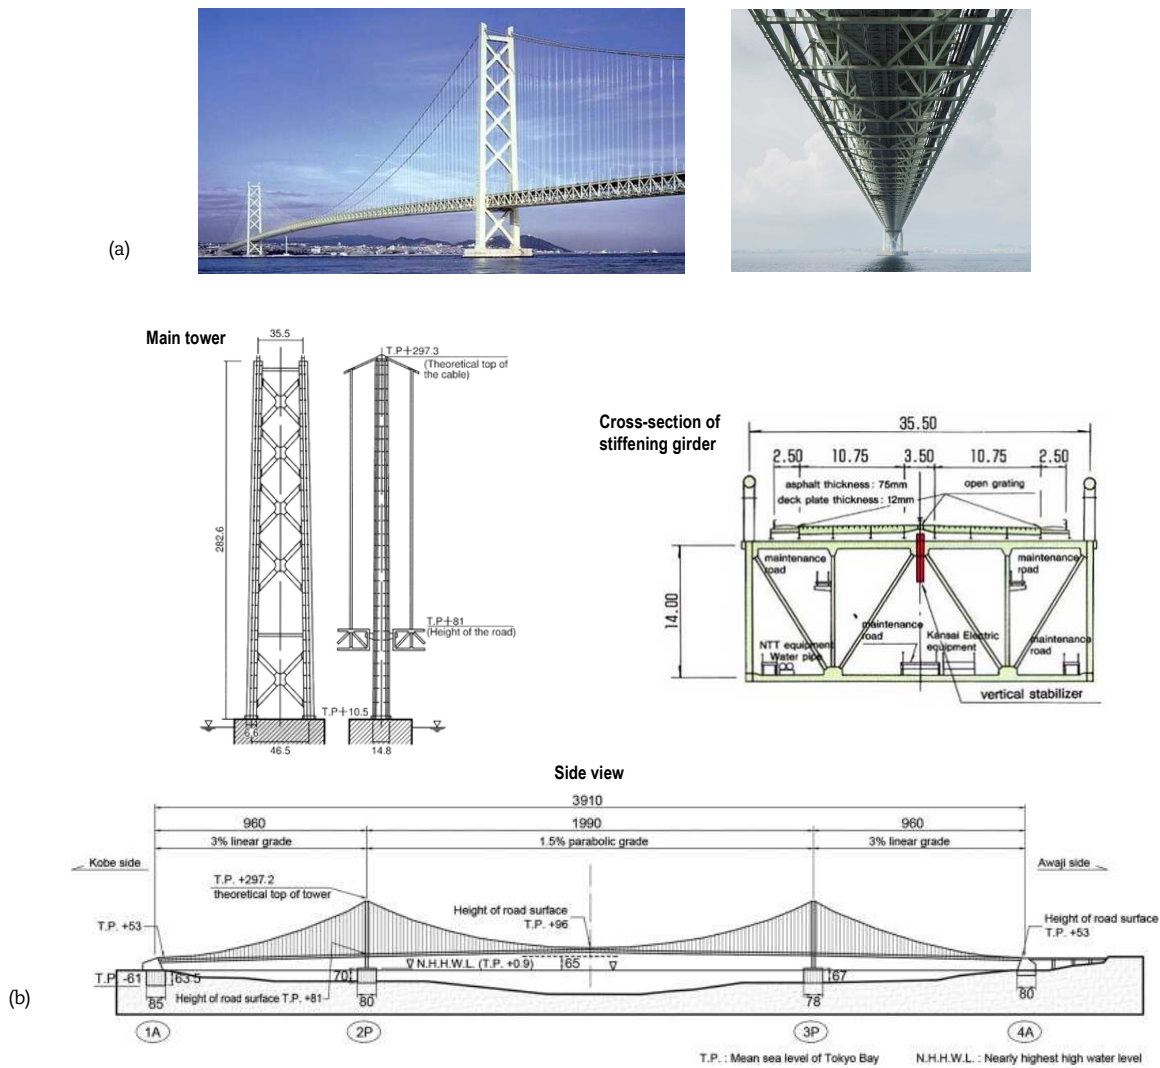 (a)
Main tower
35.5
T.P+297.3
(Theoretical top of
the cable)
282.6
T.P+81
(Height of the road)
T.P+10.5
6.6
46.5
14.8
Cross-section of
stiffening girder
35.50
2.50 10.75 3.50 10.75 2.50
asphalt thickness : 75mm
open grating
deck plate thickness : 12mm
maintenance
road
maintenance
road
14.00
maintenance
road
Kansai Electric
equipment
maintenance
road
NTT equipment
Water pipe
vertical stabilizer
Side view
3910
960 1990 960
3% linear grade 1.5% parabolic grade 3% linear grade
Kobe side
Awaji side
T.P. +297.2
theoretical top of tower
Height of road surface
T.P. +96
Height of road surface
T.P. +53
T.P. +53
N.H.H.W.L. (T.P. +0.9)
65
T.P. -61
63.5
70
67
Height of road surface T.P. +81
85
80
78
80
(b)
1A 2P 3P 4A
T.P. : Mean sea level of Tokyo Bay N.H.H.W.L. : Nearly highest high water level